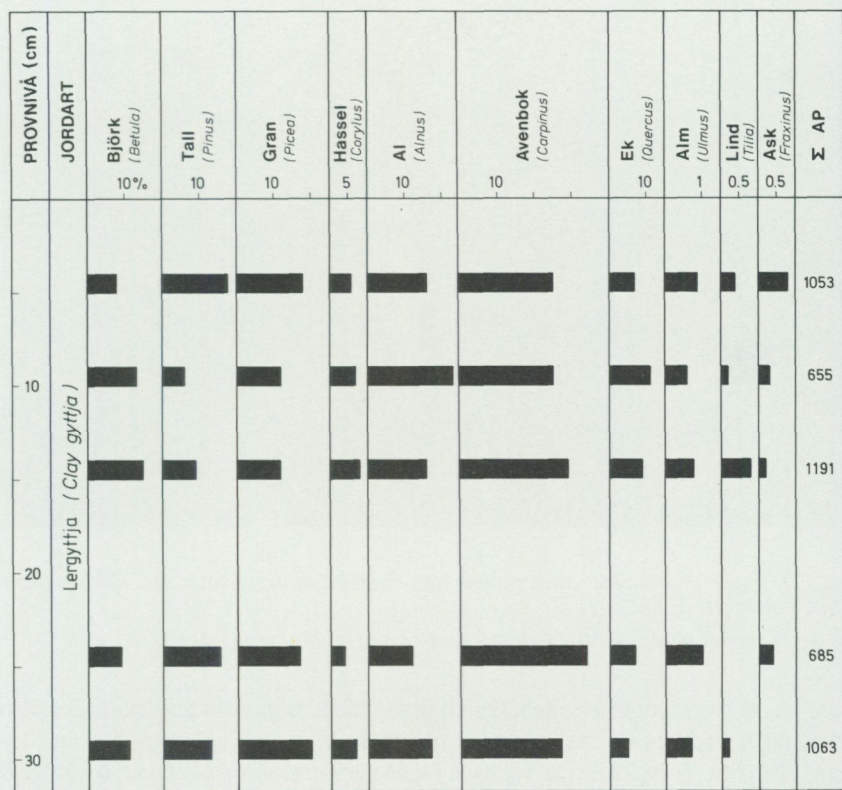 PROVNIVÅ (cm)
JORDART
Björk
(Betula)
Tall
(Pinus)
Gran
(Picea)
Hassel
(Corylus)
Al
(Alnus)
Avenbok
(Carpinus)
Ek
(Quercus)
Alm
(Ulmus)
Lind
(Tilia)
Ask
(Fraxinus)
Σ AP
10% 10 10 5 10 10 10 1 0.5 0.5
1053
10 655
1191
Lergyttja (Clay gyttja)
20
685
30 1063